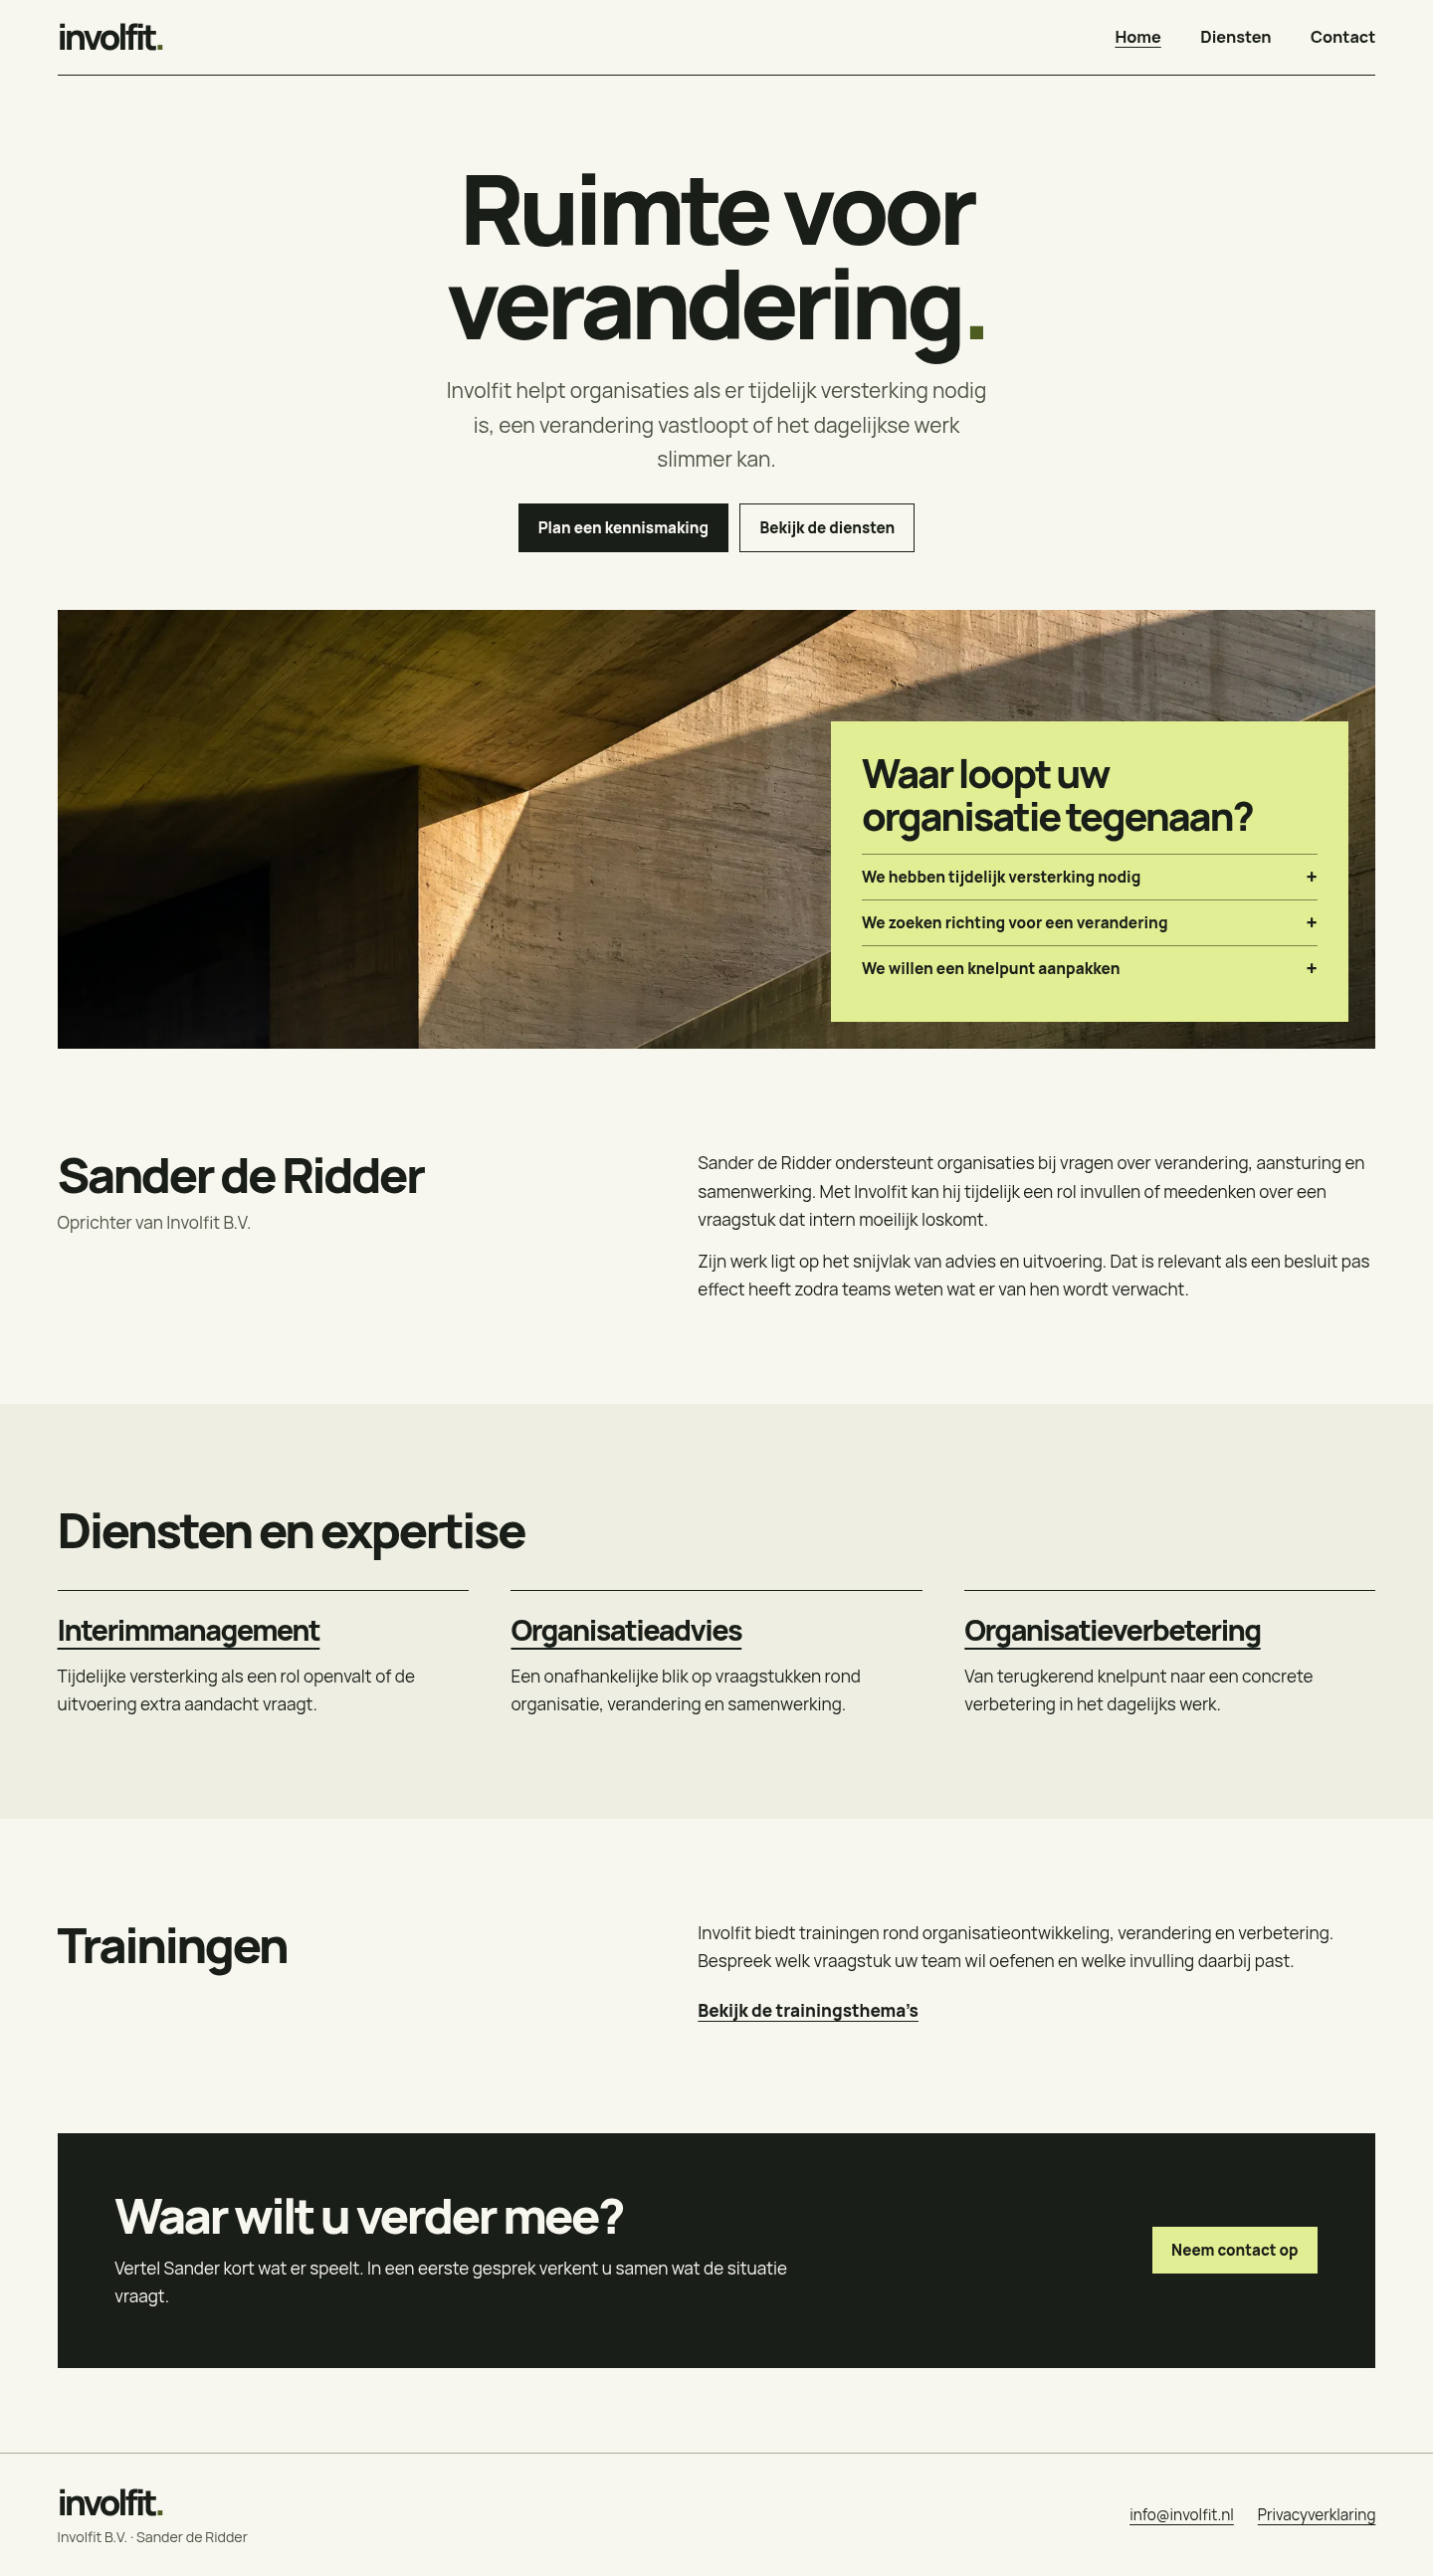 involfit.
Home Diensten Contact
Ruimte voor
verandering.
Involfit helpt organisaties als er tijdelijk versterking nodig
is, een verandering vastloopt of het dagelijkse werk
slimmer kan.
Plan een kennismaking Bekijk de diensten
Waar loopt uw
organisatie tegenaan?
We hebben tijdelijk versterking nodig +
We zoeken richting voor een verandering +
We willen een knelpunt aanpakken +
Sander de Ridder
Oprichter van Involfit B.V.
Sander de Ridder ondersteunt organisaties bij vragen over verandering, aansturing en
samenwerking. Met Involfit kan hij tijdelijk een rol invullen of meedenken over een
vraagstuk dat intern moeilijk loskomt.
Zijn werk ligt op het snijvlak van advies en uitvoering. Dat is relevant als een besluit pas
effect heeft zodra teams weten wat er van hen wordt verwacht.
Diensten en expertise
Interimmanagement
Tijdelijke versterking als een rol openvalt of de
uitvoering extra aandacht vraagt.
Organisatieadvies
Een onafhankelijke blik op vraagstukken rond
organisatie, verandering en samenwerking.
Organisatieverbetering
Van terugkerend knelpunt naar een concrete
verbetering in het dagelijks werk.
Trainingen
Involfit biedt trainingen rond organisatieontwikkeling, verandering en verbetering.
Bespreek welk vraagstuk uw team wil oefenen en welke invulling daarbij past.
Bekijk de trainingsthema’s
Waar wilt u verder mee?
Vertel Sander kort wat er speelt. In een eerste gesprek verkent u samen wat de situatie
vraagt.
Neem contact op
involfit.
Involfit B.V. · Sander de Ridder
info@involfit.nl Privacyverklaring